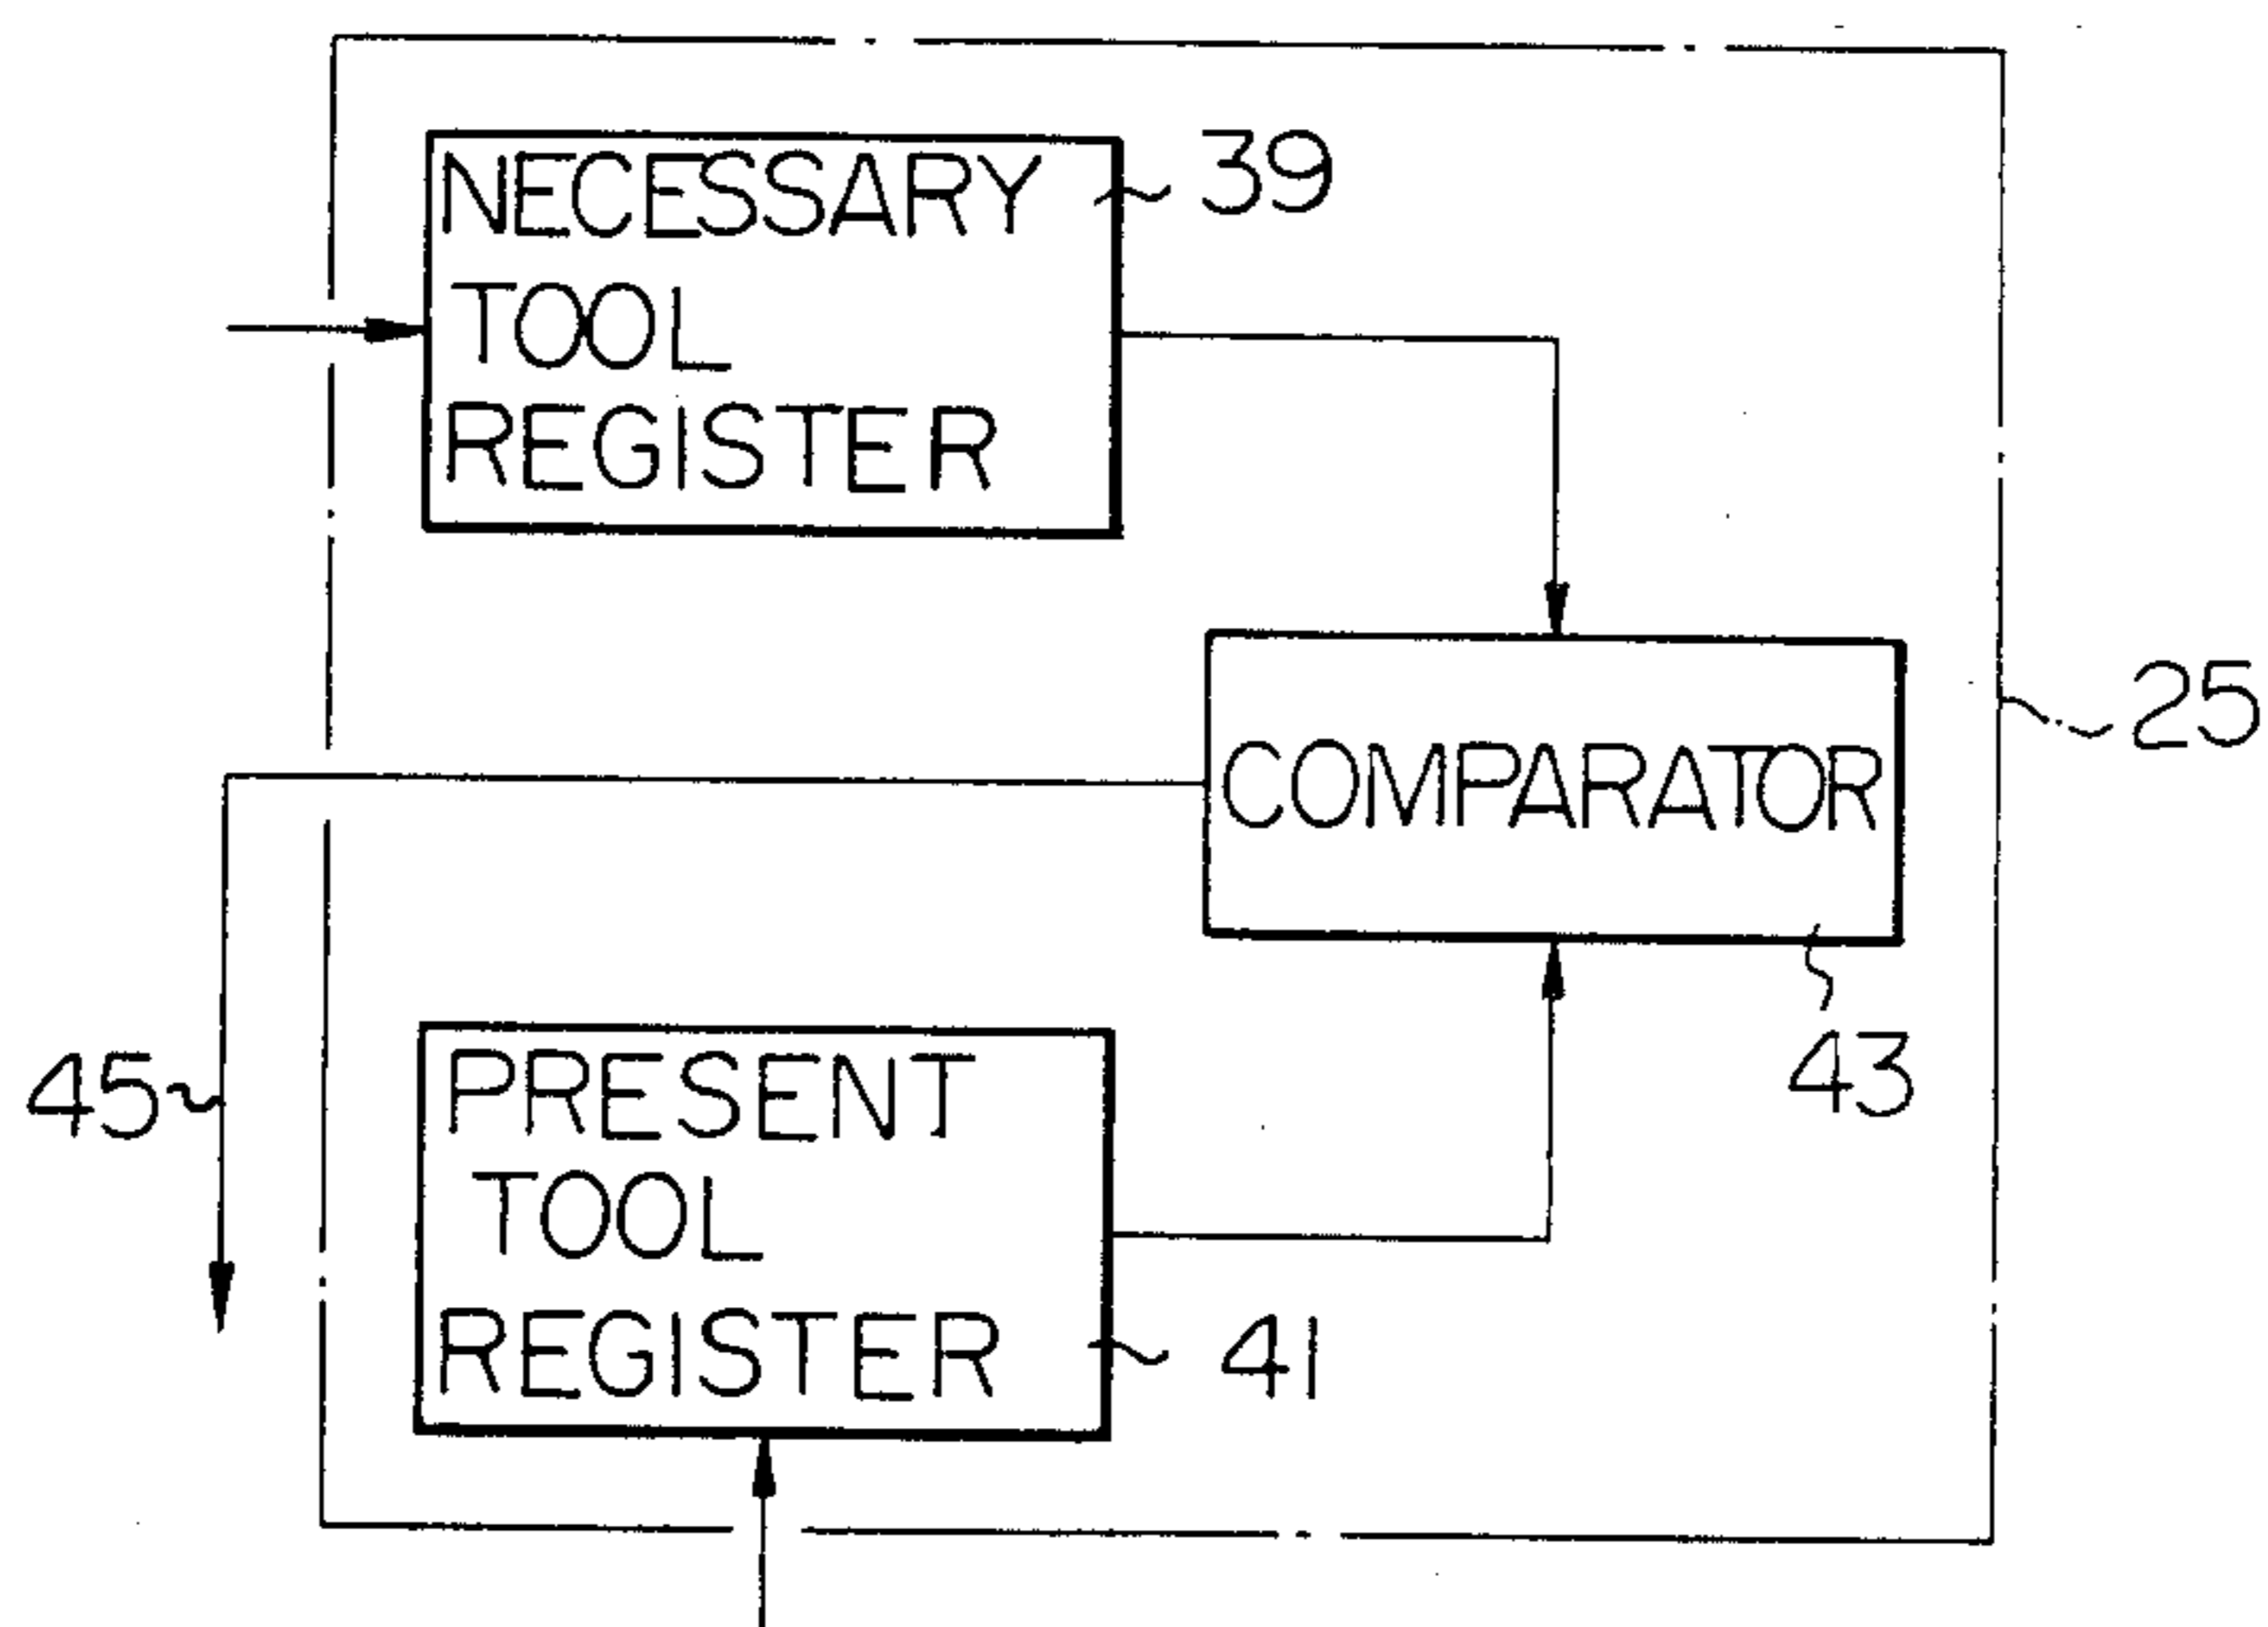 NECESSARY
TOOL
REGISTER
39
COMPARATOR
25
43
45
PRESENT
TOOL
REGISTER
41